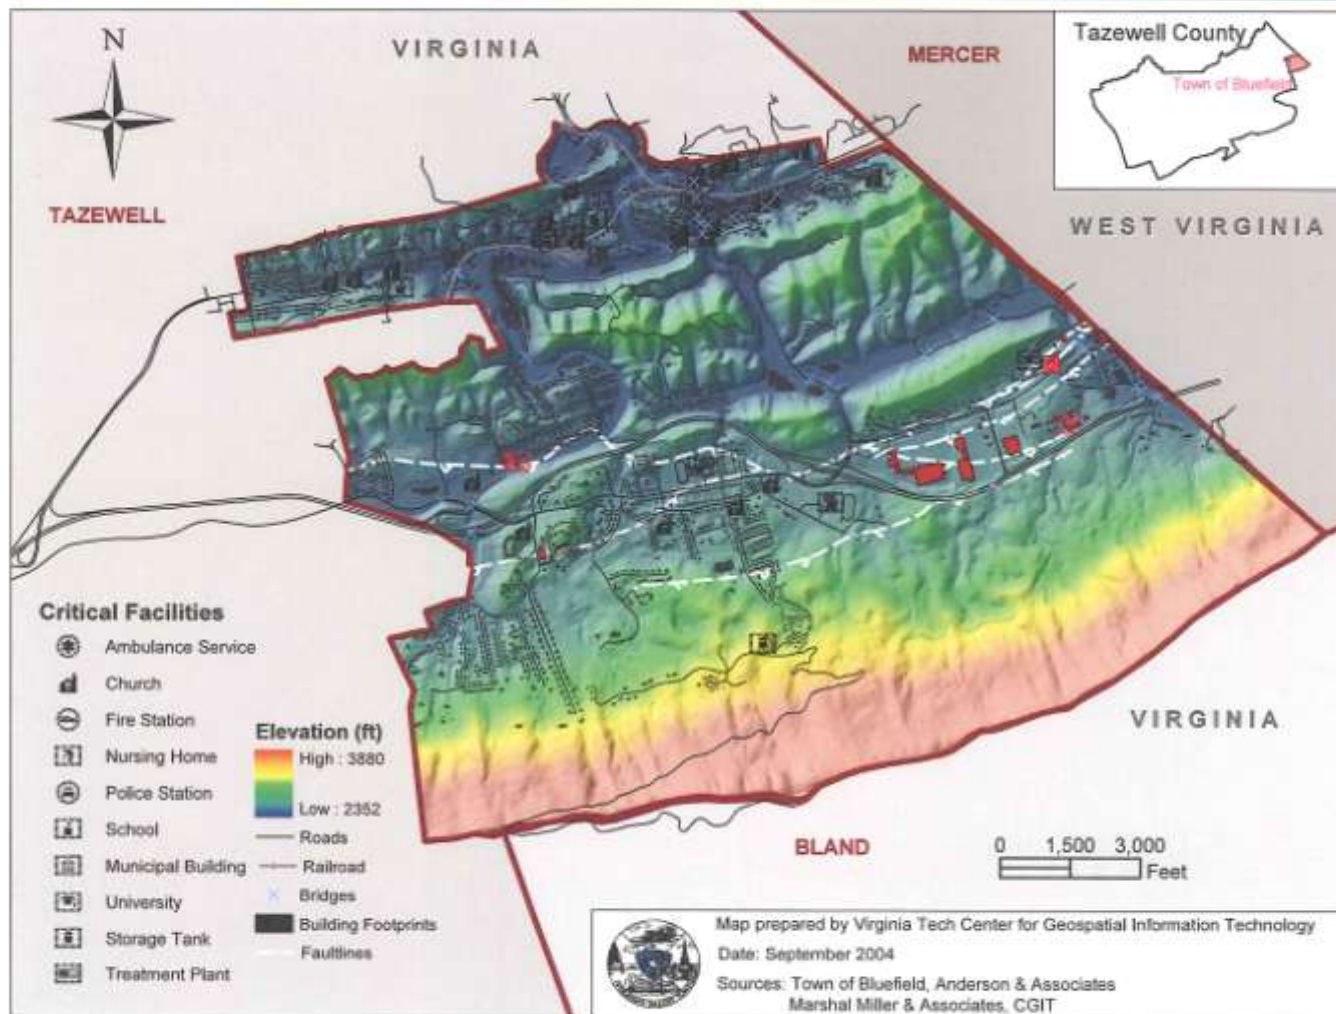 N
VIRGINIA
MERCER
Tazewell County
Town of Bluefield
TAZEWELL
WEST VIRGINIA
Critical Facilities
Ambulance Service
Church
Fire Station
Nursing Home
Police Station
School
Municipal Building
University
Storage Tank
Treatment Plant
Elevation (ft)
High : 3880
Low : 2352
Roads
Railroad
Bridges
Building Footprints
Faultlines
VIRGINIA
BLAND
0 1,500 3,000
Feet
Map prepared by Virginia Tech Center for Geospatial Information Technology
Date: September 2004
Sources: Town of Bluefield, Anderson & Associates
Marshal Miller & Associates, CGIT